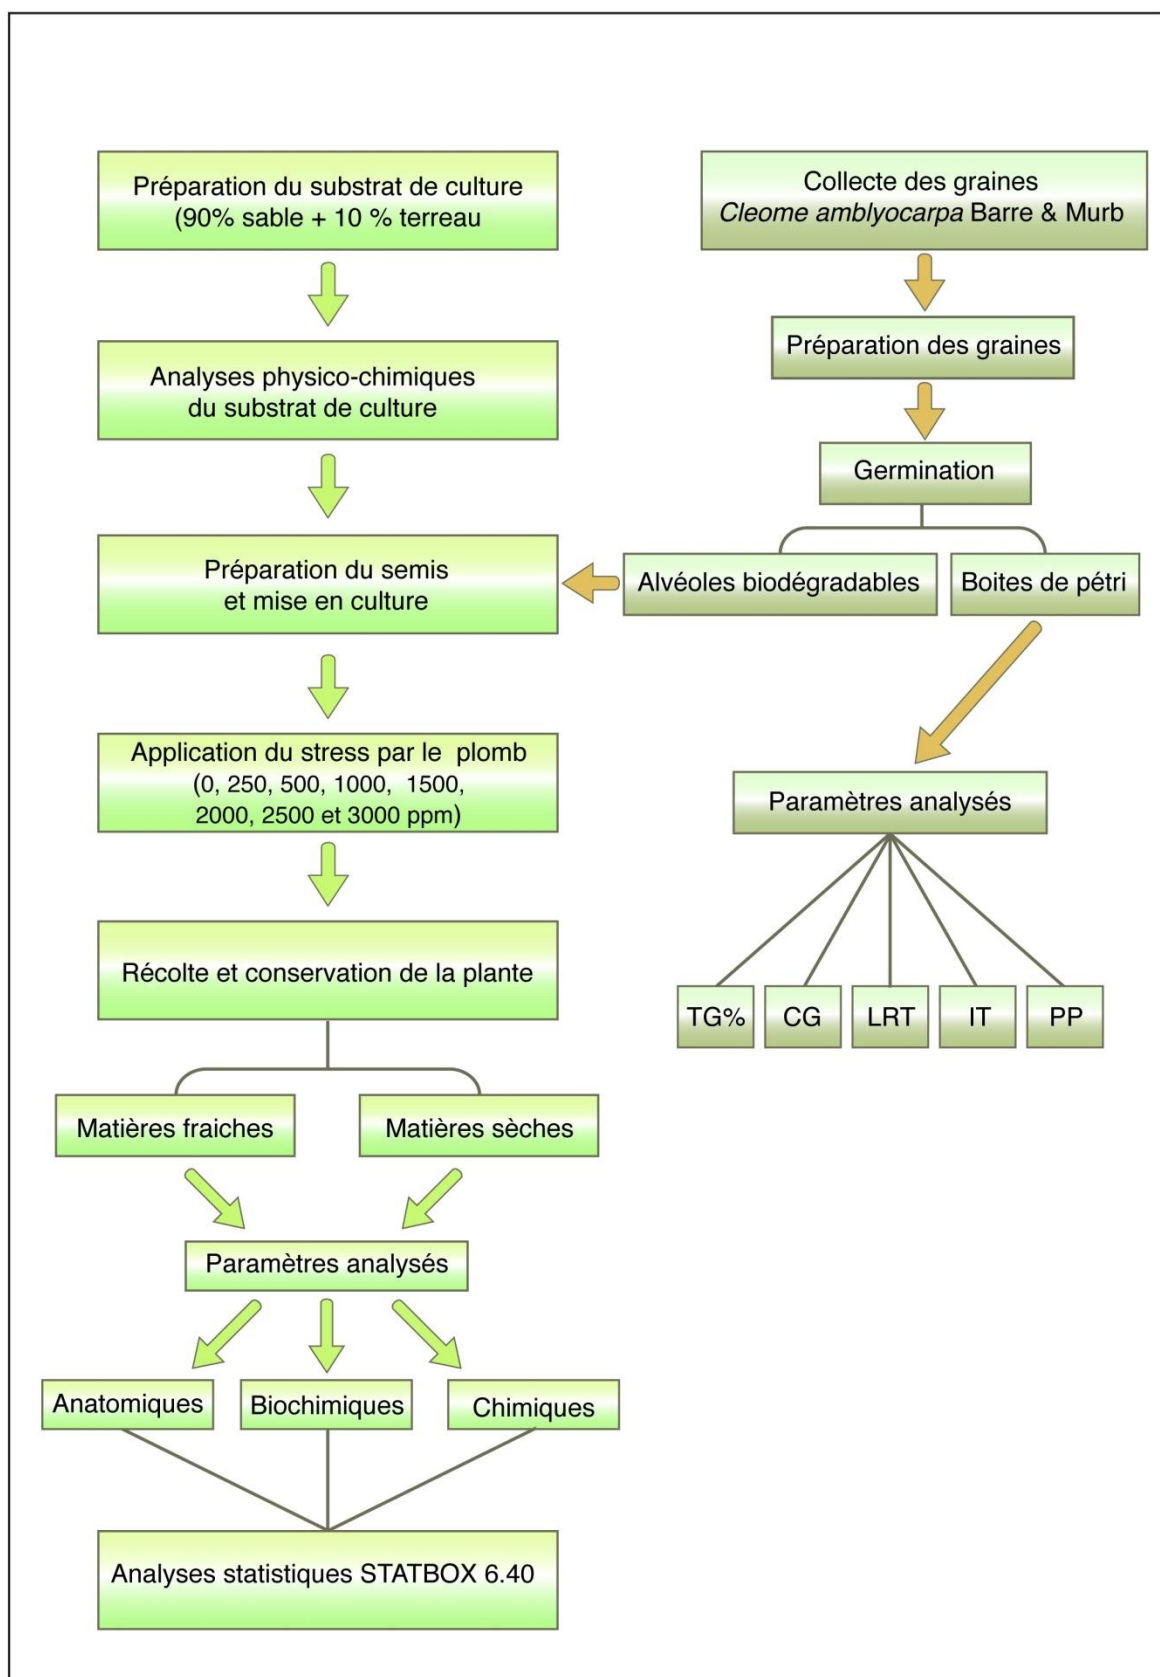 Préparation du substrat de culture
(90% sable + 10 % terreau
Analyses physico-chimiques
du substrat de culture
Préparation du semis
et mise en culture
Application du stress par le plomb
(0, 250, 500, 1000, 1500,
2000, 2500 et 3000 ppm)
Récolte et conservation de la plante
Matières fraiches
Matières sèches
Paramètres analysés
Anatomiques
Biochimiques
Chimiques
Analyses statistiques STATBOX 6.40
Collecte des graines
Cleome amblyocarpa Barre & Murb
Préparation des graines
Germination
Alvéoles biodégradables
Boites de pétri
Paramètres analysés
TG%
CG
LRT
IT
PP